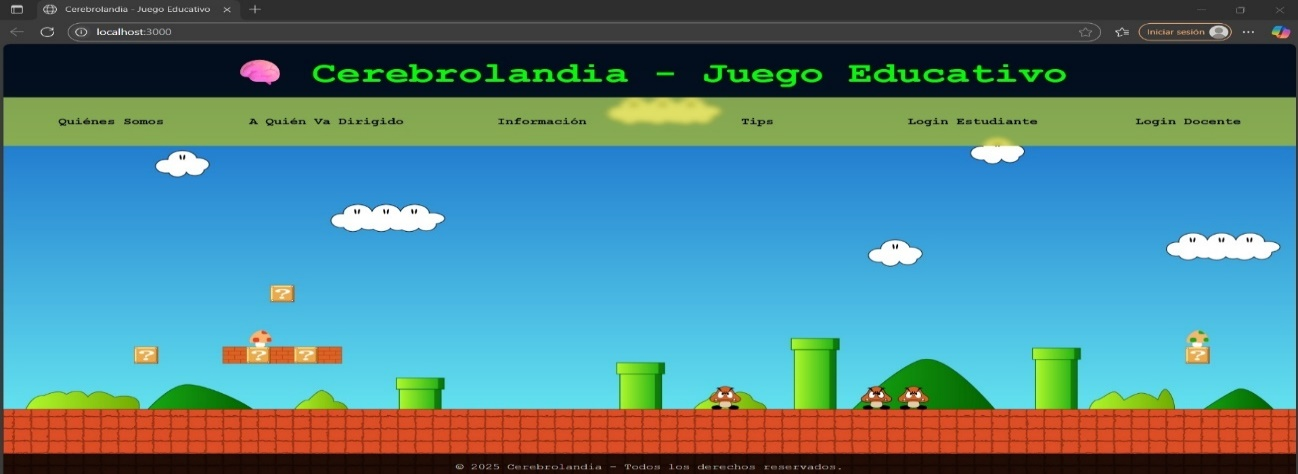 Cerebrolandia - Juego Educativo
localhost:3000
Iniciar sesión
Cerebrolandia - Juego Educativo
Quiénes Somos A Quién Va Dirigido Información Tips Login Estudiante Login Docente
?
? ? ? ?
© 2025 Cerebrolandia - Todos los derechos reservados.